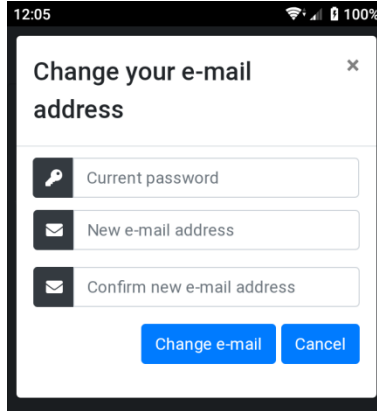 12:05 100%
Change your e-mail
address
×
Current password
New e-mail address
Confirm new e-mail address
Change e-mail Cancel